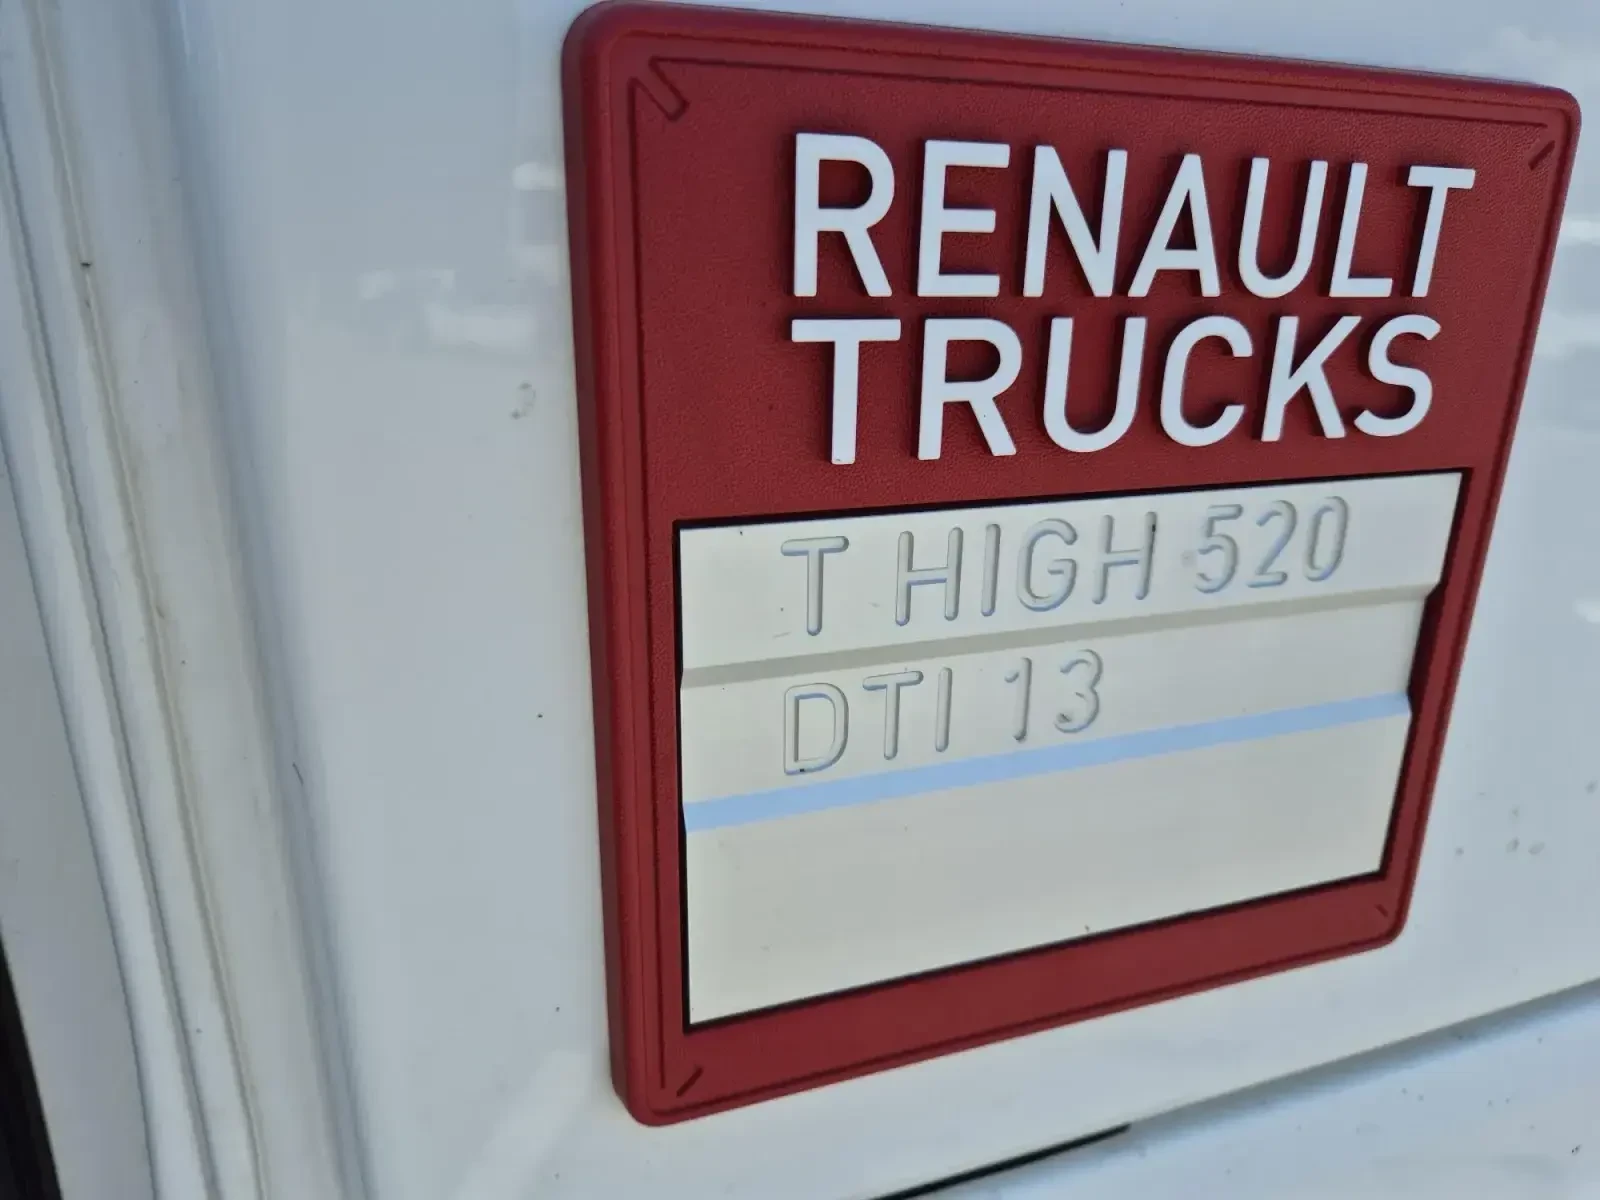 RENAULT
TRUCKS
T HIGH 520
DTI 13